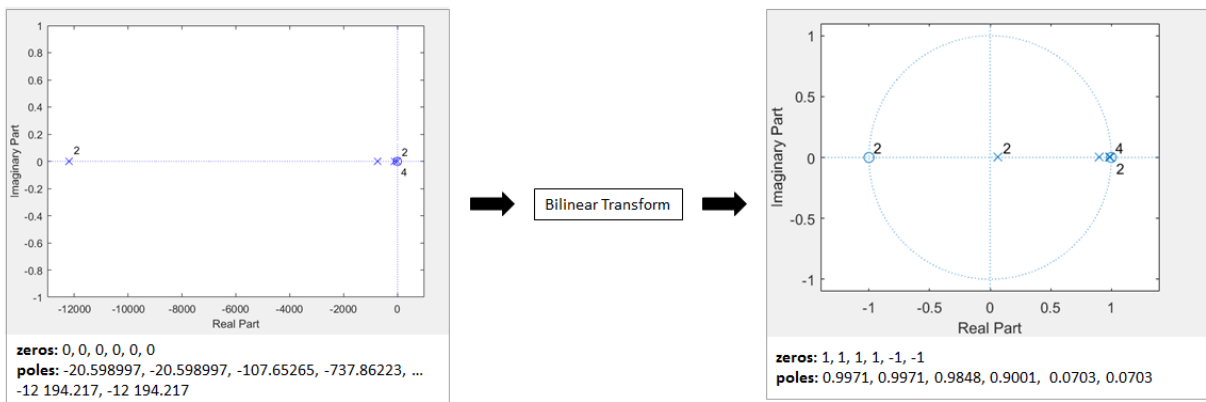 1
0.8
0.6
0.4
0.2
0
-0.2
-0.4
-0.6
-0.8
-1
Imaginary Part
2
2
4
-12000 -10000 -8000 -6000 -4000 -2000 0
Real Part
zeros: 0, 0, 0, 0, 0, 0
poles: -20.598997, -20.598997, -107.65265, -737.86223, ...
-12 194.217, -12 194.217
Bilinear Transform
1
0.5
0
-0.5
-1
Imaginary Part
2
2
4
2
-1 -0.5 0 0.5 1
Real Part
zeros: 1, 1, 1, 1, -1, -1
poles: 0.9971, 0.9971, 0.9848, 0.9001, 0.0703, 0.0703